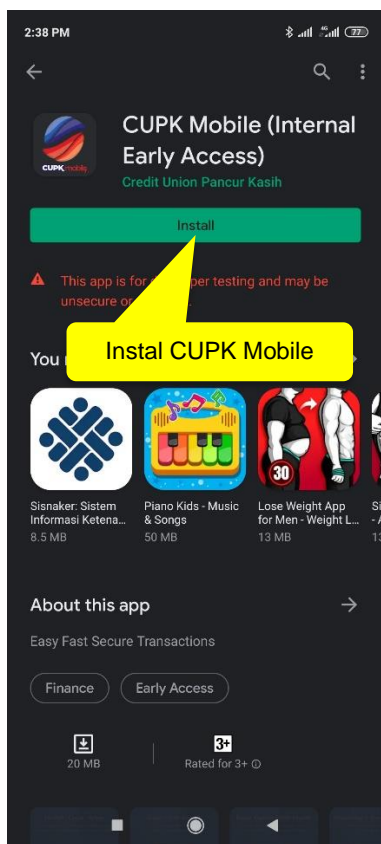 2:38 PM
4G
77
CUPK Mobile (Internal
Early Access)
CUPK mobile
Credit Union Pancur Kasih
Install
This app is for per testing and may be
unsecure or
Instal CUPK Mobile
You
30
Sisnaker: Sistem
Informasi Ketena...
8.5 MB
Piano Kids - Music
& Songs
50 MB
Lose Weight App
for Men - Weight L...
13 MB
About this app
Easy Fast Secure Transactions
Finance
Early Access
20 MB
3+
Rated for 3+